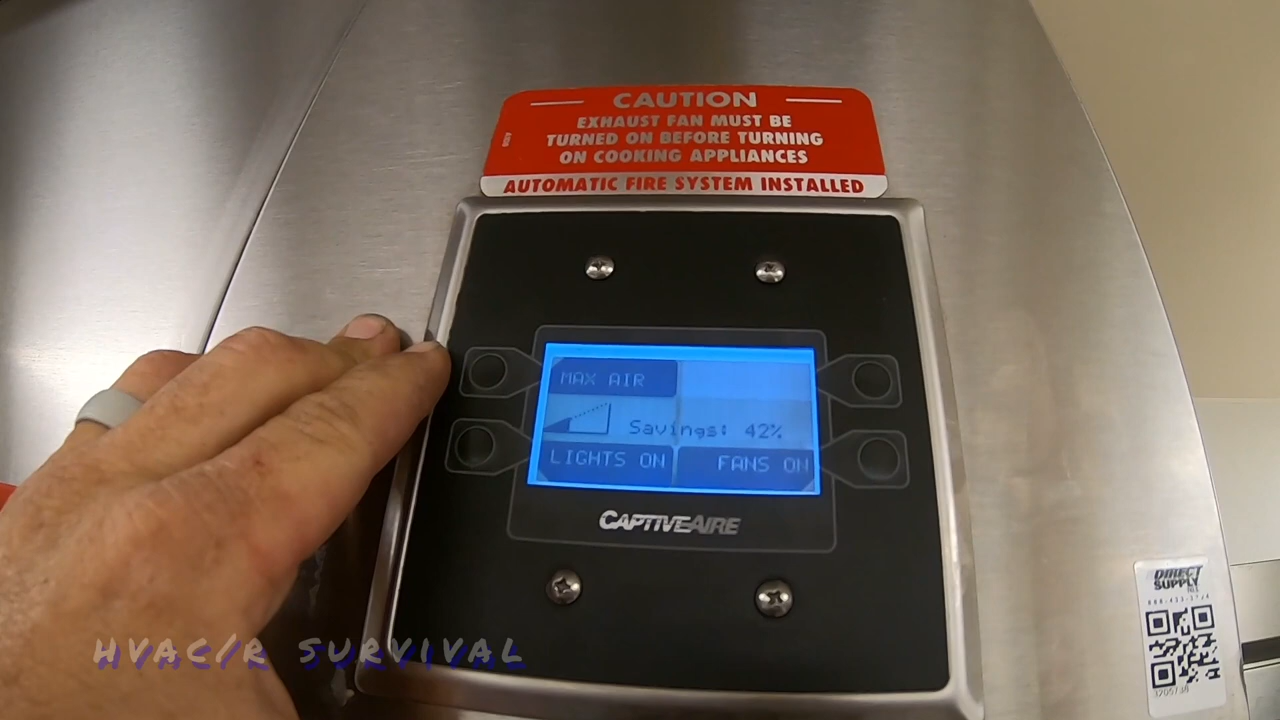 CAUTION
EXHAUST FAN MUST BE
TURNED ON BEFORE TURNING
ON COOKING APPLIANCES
AUTOMATIC FIRE SYSTEM INSTALLED
MAX AIR
Savings: 42%
LIGHTS ON
FANS ON
CAPTIVEAIRE
DIRECT
SUPPLY
HVAC/R SURVIVAL